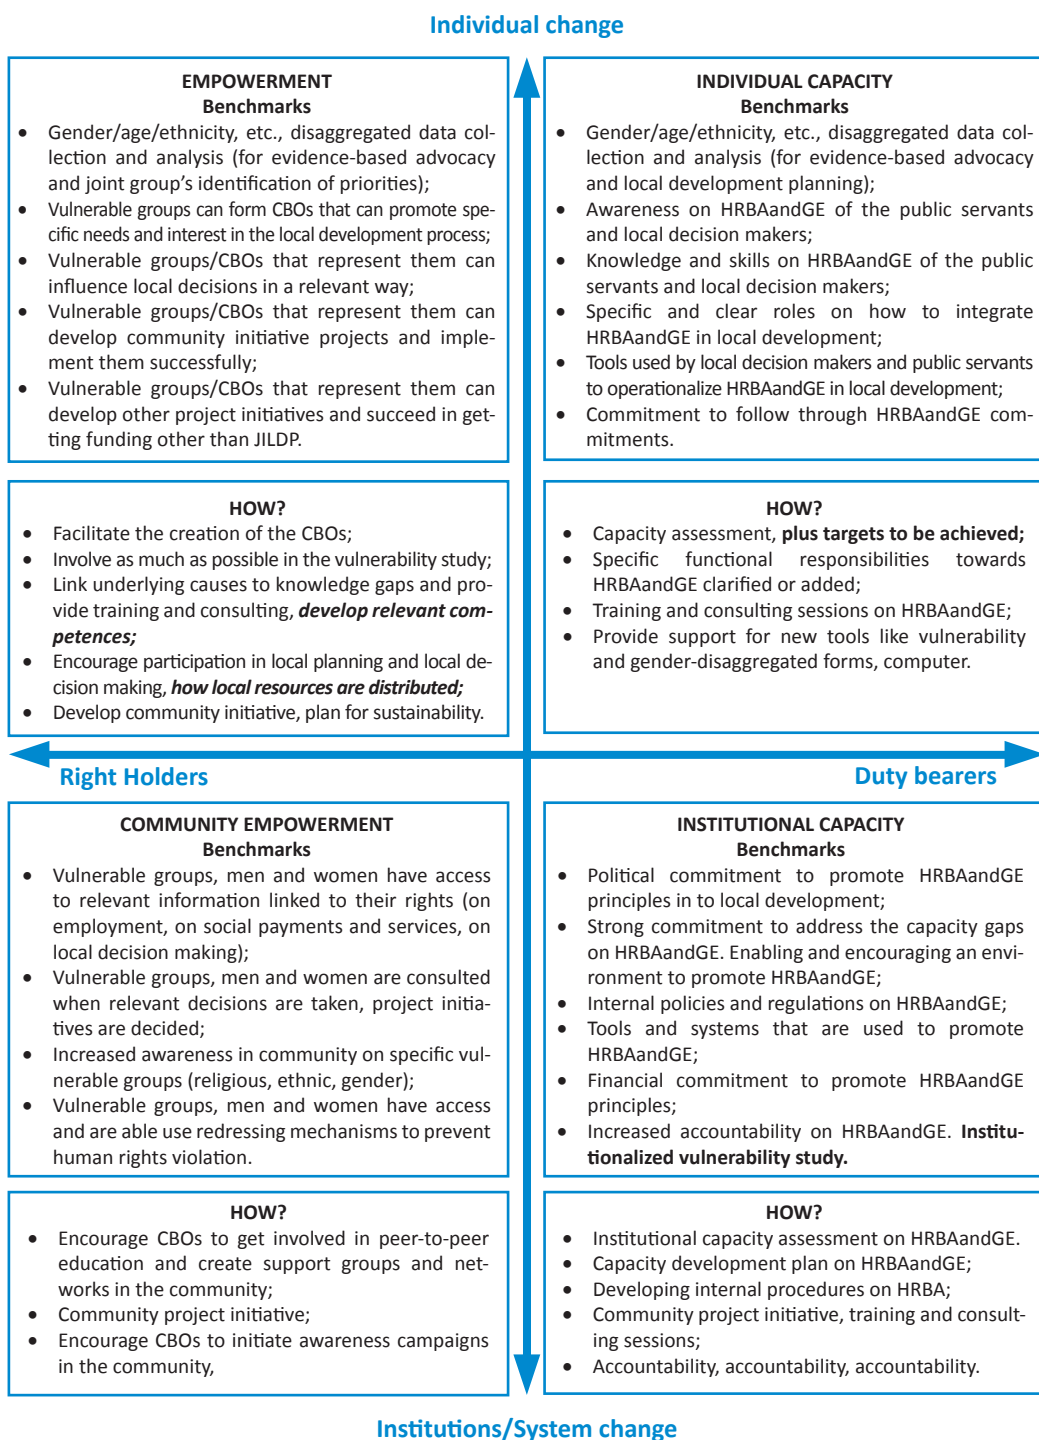 Individual change
EMPOWERMENT
Benchmarks
• Gender/age/ethnicity, etc., disaggregated data col-
lection and analysis (for evidence-based advocacy
and joint group's identification of priorities);
• Vulnerable groups can form CBOs that can promote spe-
cific needs and interest in the local development process;
• Vulnerable groups/CBOs that represent them can
influence local decisions in a relevant way;
• Vulnerable groups/CBOs that represent them can
develop community initiative projects and imple-
ment them successfully;
• Vulnerable groups/CBOs that represent them can
develop other project initiatives and succeed in get-
ting funding other than JILDP.
INDIVIDUAL CAPACITY
Benchmarks
• Gender/age/ethnicity, etc., disaggregated data col-
lection and analysis (for evidence-based advocacy
and local development planning);
• Awareness on HRBAandGE of the public servants
and local decision makers;
• Knowledge and skills on HRBAandGE of the public
servants and local decision makers;
• Specific and clear roles on how to integrate
HRBAandGE in local development;
• Tools used by local decision makers and public servants
to operationalize HRBAandGE in local development;
• Commitment to follow through HRBAandGE com-
mitments.
HOW?
• Facilitate the creation of the CBOs;
• Involve as much as possible in the vulnerability study;
• Link underlying causes to knowledge gaps and pro-
vide training and consulting, develop relevant com-
petences;
• Encourage participation in local planning and local de-
cision making, how local resources are distributed;
• Develop community initiative, plan for sustainability.
HOW?
• Capacity assessment, plus targets to be achieved;
• Specific functional responsibilities towards
HRBAandGE clarified or added;
• Training and consulting sessions on HRBAandGE;
• Provide support for new tools like vulnerability
and gender-disaggregated forms, computer.
Right Holders
Duty bearers
COMMUNITY EMPOWERMENT
Benchmarks
• Vulnerable groups, men and women have access
to relevant information linked to their rights (on
employment, on social payments and services, on
local decision making);
• Vulnerable groups, men and women are consulted
when relevant decisions are taken, project initia-
tives are decided;
• Increased awareness in community on specific vul-
nerable groups (religious, ethnic, gender);
• Vulnerable groups, men and women have access
and are able use redressing mechanisms to prevent
human rights violation.
INSTITUTIONAL CAPACITY
Benchmarks
• Political commitment to promote HRBAandGE
principles in to local development;
• Strong commitment to address the capacity gaps
on HRBAandGE. Enabling and encouraging an envi-
ronment to promote HRBAandGE;
• Internal policies and regulations on HRBAandGE;
• Tools and systems that are used to promote
HRBAandGE;
• Financial commitment to promote HRBAandGE
principles;
• Increased accountability on HRBAandGE. Institu-
tionalized vulnerability study.
HOW?
• Encourage CBOs to get involved in peer-to-peer
education and create support groups and net-
works in the community;
• Community project initiative;
• Encourage CBOs to initiate awareness campaigns
in the community,
HOW?
• Institutional capacity assessment on HRBAandGE.
• Capacity development plan on HRBAandGE;
• Developing internal procedures on HRBA;
• Community project initiative, training and consult-
ing sessions;
• Accountability, accountability, accountability.
Institutions/System change